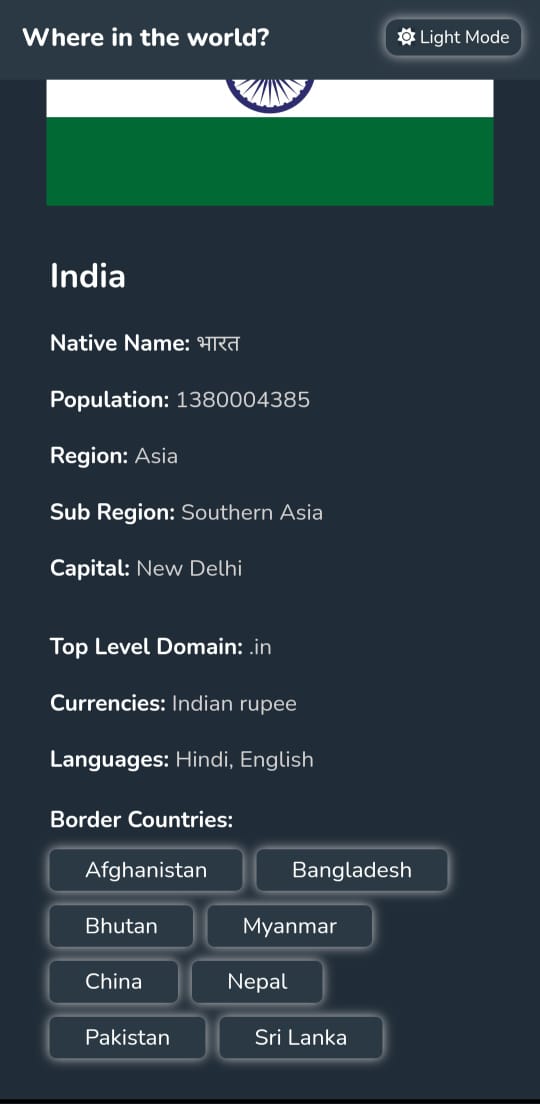 Where in the world?
Light Mode
India
Native Name: भारत
Population: 1380004385
Region: Asia
Sub Region: Southern Asia
Capital: New Delhi
Top Level Domain: .in
Currencies: Indian rupee
Languages: Hindi, English
Border Countries:
Afghanistan Bangladesh
Bhutan Myanmar
China Nepal
Pakistan Sri Lanka